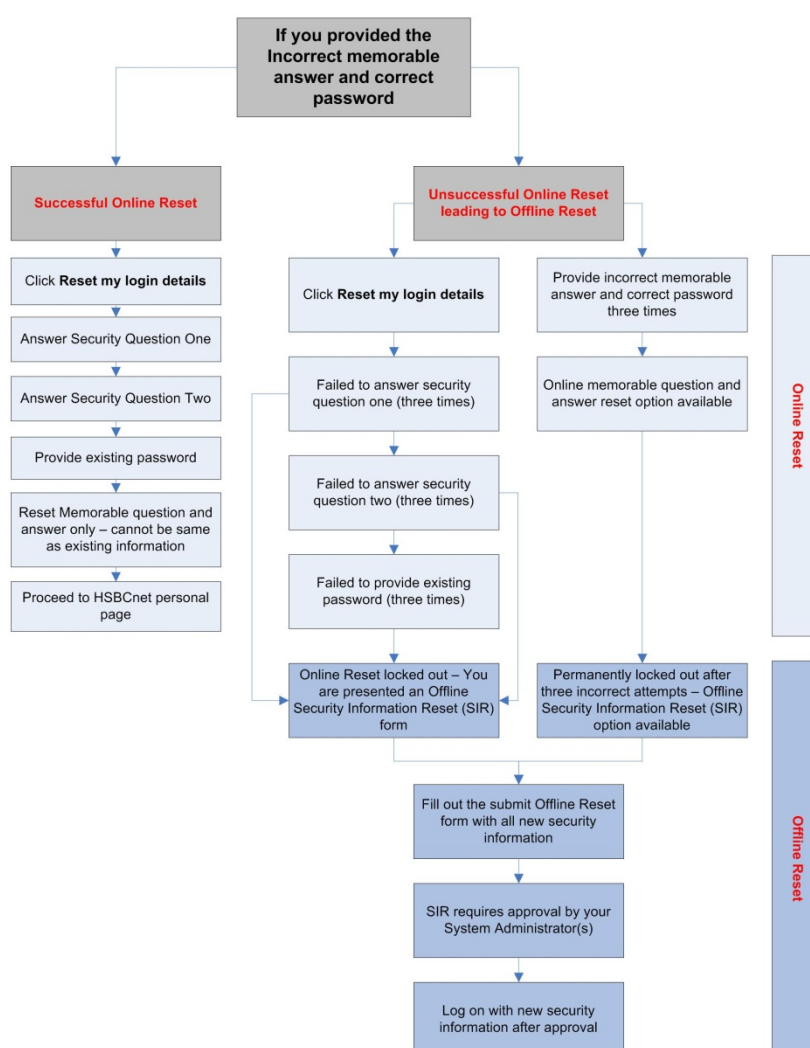 If you provided the
Incorrect memorable
answer and correct
password
Successful Online Reset
Unsuccessful Online Reset
leading to Offline Reset
Click Reset my login details
Answer Security Question One
Answer Security Question Two
Provide existing password
Reset Memorable question and
answer only – cannot be same
as existing information
Proceed to HSBCnet personal
page
Click Reset my login details
Failed to answer security
question one (three times)
Failed to answer security
question two (three times)
Failed to provide existing
password (three times)
Online Reset locked out – You
are presented an Offline
Security Information Reset (SIR)
form
Provide incorrect memorable
answer and correct password
three times
Online memorable question and
answer reset option available
Permanently locked out after
three incorrect attempts – Offline
Security Information Reset (SIR)
option available
Fill out the submit Offline Reset
form with all new security
information
SIR requires approval by your
System Administrator(s)
Log on with new security
information after approval
Online Reset
Offline Reset